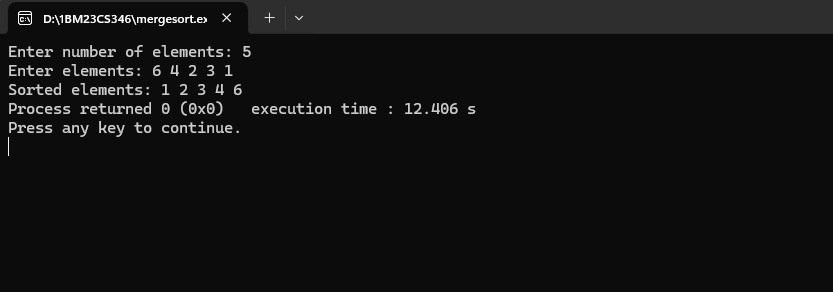 D:\1BM23CS346\mergesort.ex
Enter number of elements: 5
Enter elements: 6 4 2 3 1
Sorted elements: 1 2 3 4 6
Process returned 0 (0x0)   execution time : 12.406 s
Press any key to continue.